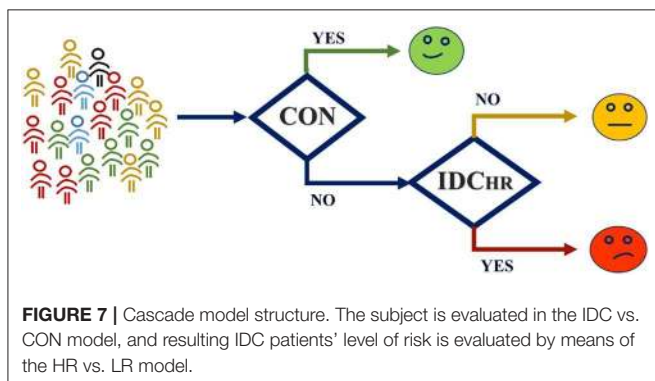 YES
CON
NO
NO
IDCHR
YES
FIGURE 7 | Cascade model structure. The subject is evaluated in the IDC vs.
CON model, and resulting IDC patients' level of risk is evaluated by means of
the HR vs. LR model.